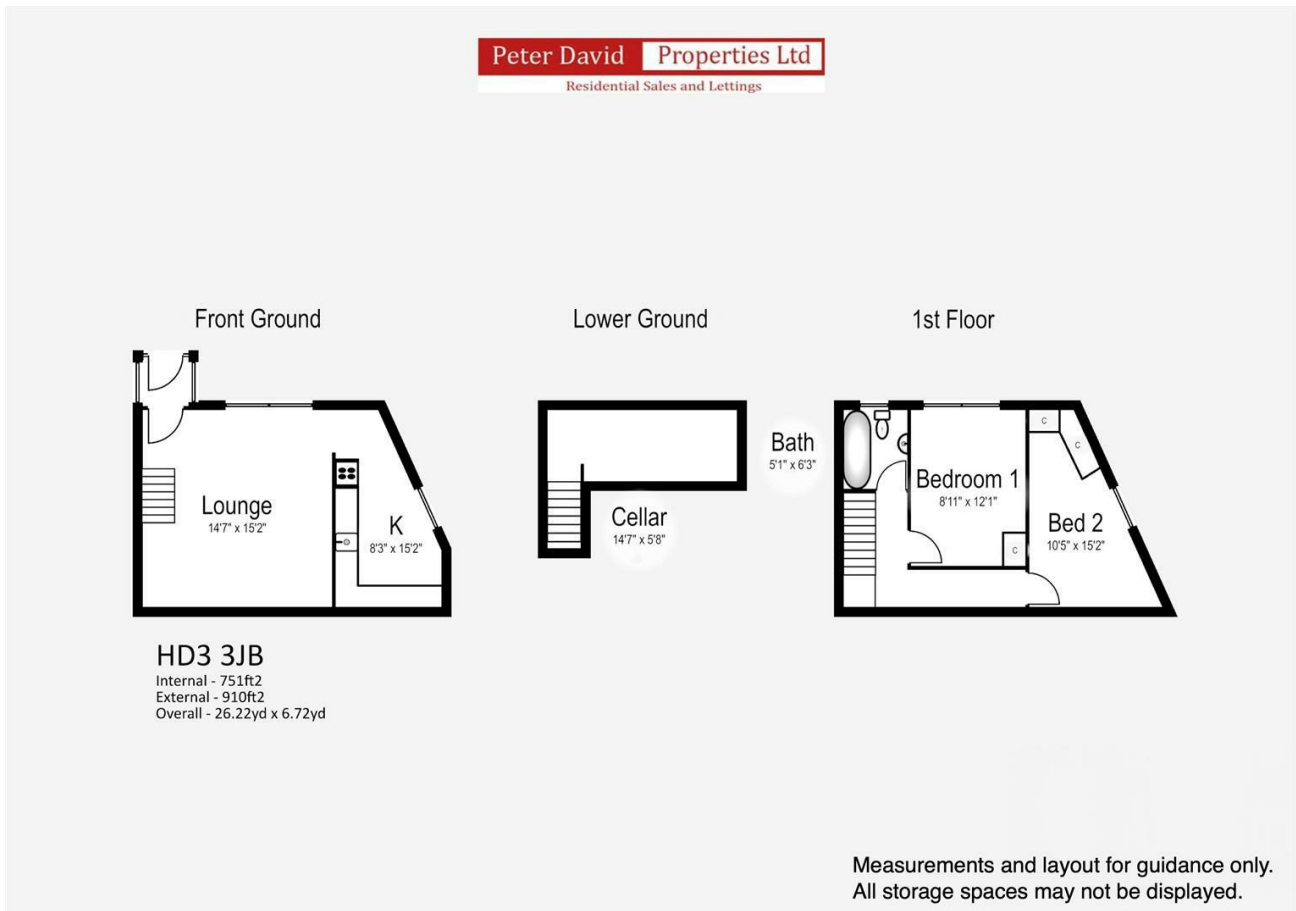 Peter David Properties Ltd
Residential Sales and Lettings
Front Ground
Lounge
14'7" x 15'2"
K
8'3" x 15'2"
Lower Ground
Cellar
14'7" x 5'8"
1st Floor
Bath
5'1" x 6'3"
Bedroom 1
8'11" x 12'1"
C
C
C
Bed 2
10'5" x 15'2"
HD3 3JB
Internal - 751ft2
External - 910ft2
Overall - 26.22yd x 6.72yd
Measurements and layout for guidance only.
All storage spaces may not be displayed.